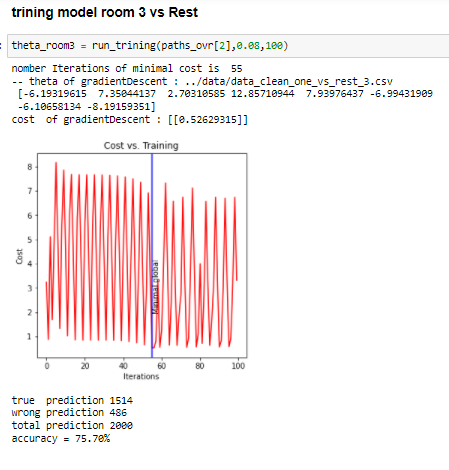 trining model room 3 vs Rest
: theta_room3 = run_trining(paths_ovr[2],0.08,100)
nomber Iterations of minimal cost is  55
-- theta of gradientDescent : ../data/data_clean_one_vs_rest_3.csv
[-6.19319615  7.35044137  2.70310585 12.85710944  7.93976437 -6.99431909
-6.10658134 -8.19159351]
cost  of gradientDescent : [[0.52629315]]
Cost vs. Training
8
7
6
5
4
3
2
1
Cost
Minimal global
0 20 40 60 80 100
Iterations
true  prediction 1514
wrong prediction 486
total prediction 2000
accuracy = 75.70%